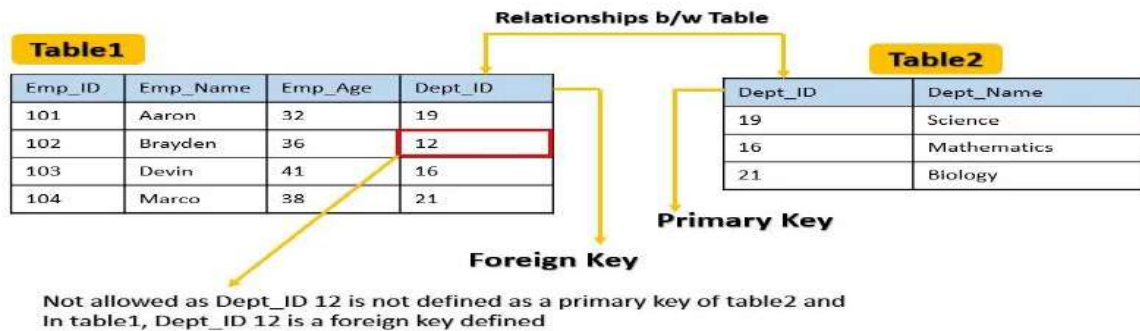 Relationships b/w Table
Table1
Emp_ID Emp_Name Emp_Age Dept_ID
101 Aaron 32 19
102 Brayden 36 12
103 Devin 41 16
104 Marco 38 21
Table2
Dept_ID Dept_Name
19 Science
16 Mathematics
21 Biology
Primary Key
Foreign Key
Not allowed as Dept_ID 12 is not defined as a primary key of table2 and
In table1, Dept_ID 12 is a foreign key defined